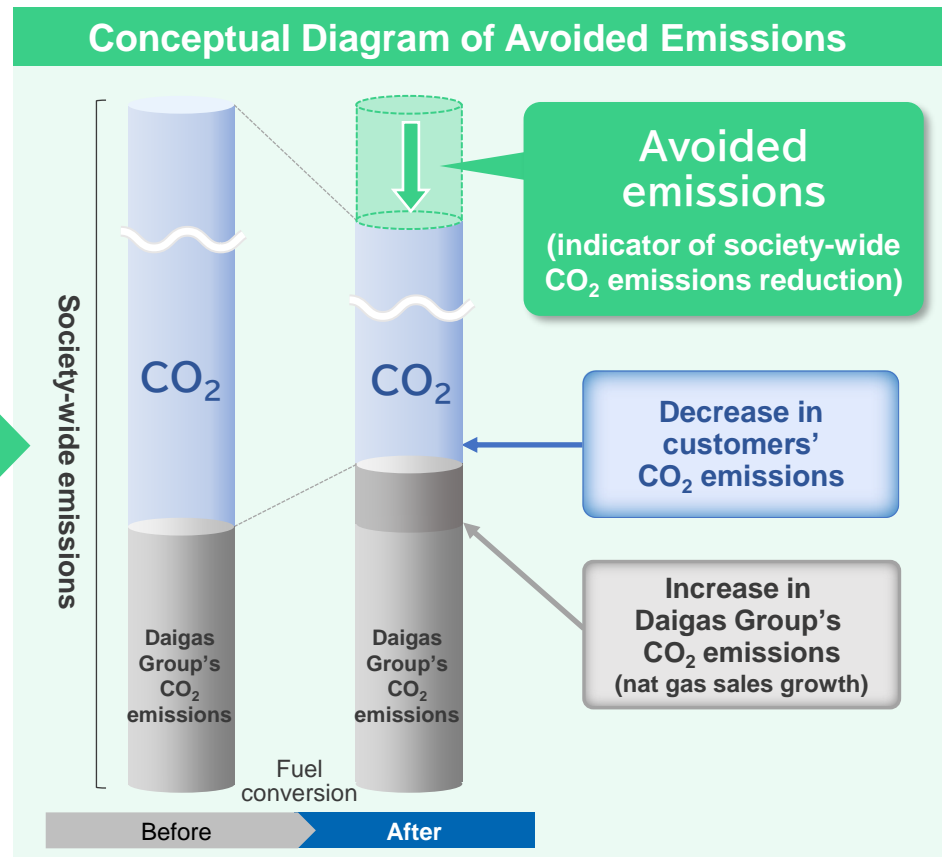 Conceptual Diagram of Avoided Emissions
Society-wide emissions
CO₂
Daigas
Group's
CO₂
emissions
CO₂
Daigas
Group's
CO₂
emissions
Avoided
emissions
(indicator of society-wide
CO₂ emissions reduction)
Decrease in
customers'
CO₂ emissions
Increase in
Daigas Group's
CO₂ emissions
(nat gas sales growth)
Fuel
conversion
Before
After